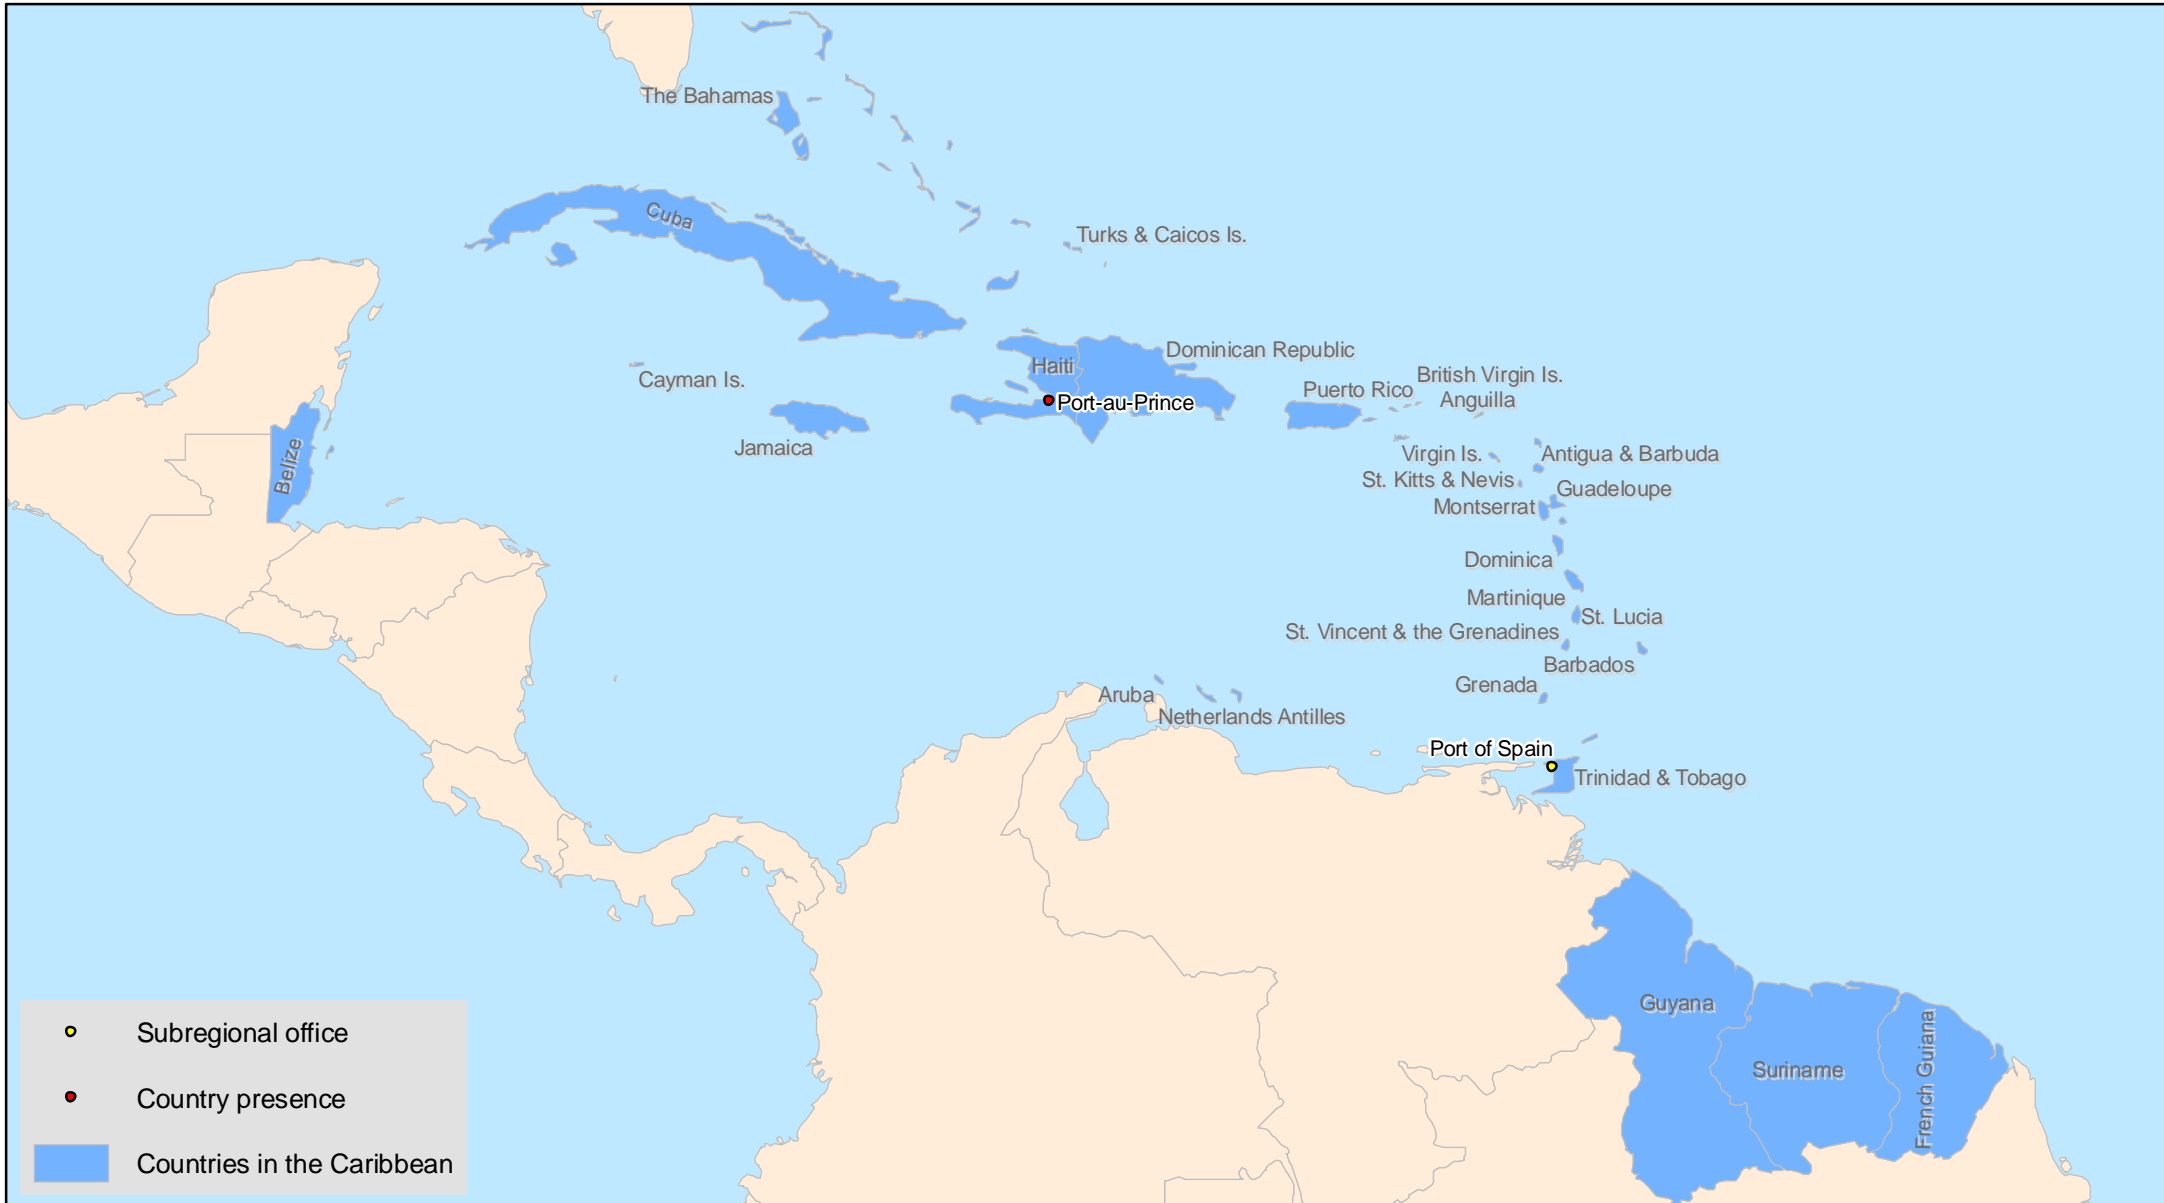 The Bahamas
Cuba
Turks & Caicos Is.
Cayman Is.
Haiti
Dominican Republic
Port-au-Prince
Jamaica
Puerto Rico
British Virgin Is.
Anguilla
Belize
Virgin Is.
Antigua & Barbuda
St. Kitts & Nevis
Guadeloupe
Montserrat
Dominica
Martinique
St. Lucia
St. Vincent & the Grenadines
Barbados
Grenada
Aruba
Netherlands Antilles
Port of Spain
Trinidad & Tobago
Guyana
Suriname
French Guiana
Subregional office
Country presence
Countries in the Caribbean